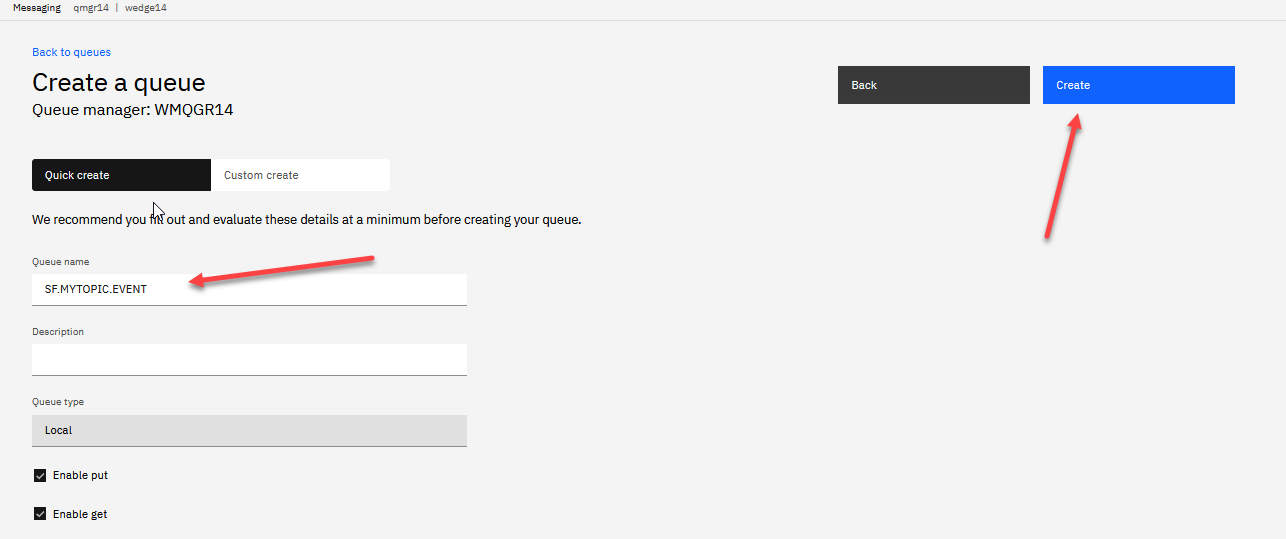 Messaging qmgr14 | wedge14
Back to queues
Create a queue
Queue manager: WMQGR14
Back
Create
Quick create
Custom create
We recommend you fill out and evaluate these details at a minimum before creating your queue.
Queue name
SF.MYTOPIC.EVENT
Description
Queue type
Local
Enable put
Enable get